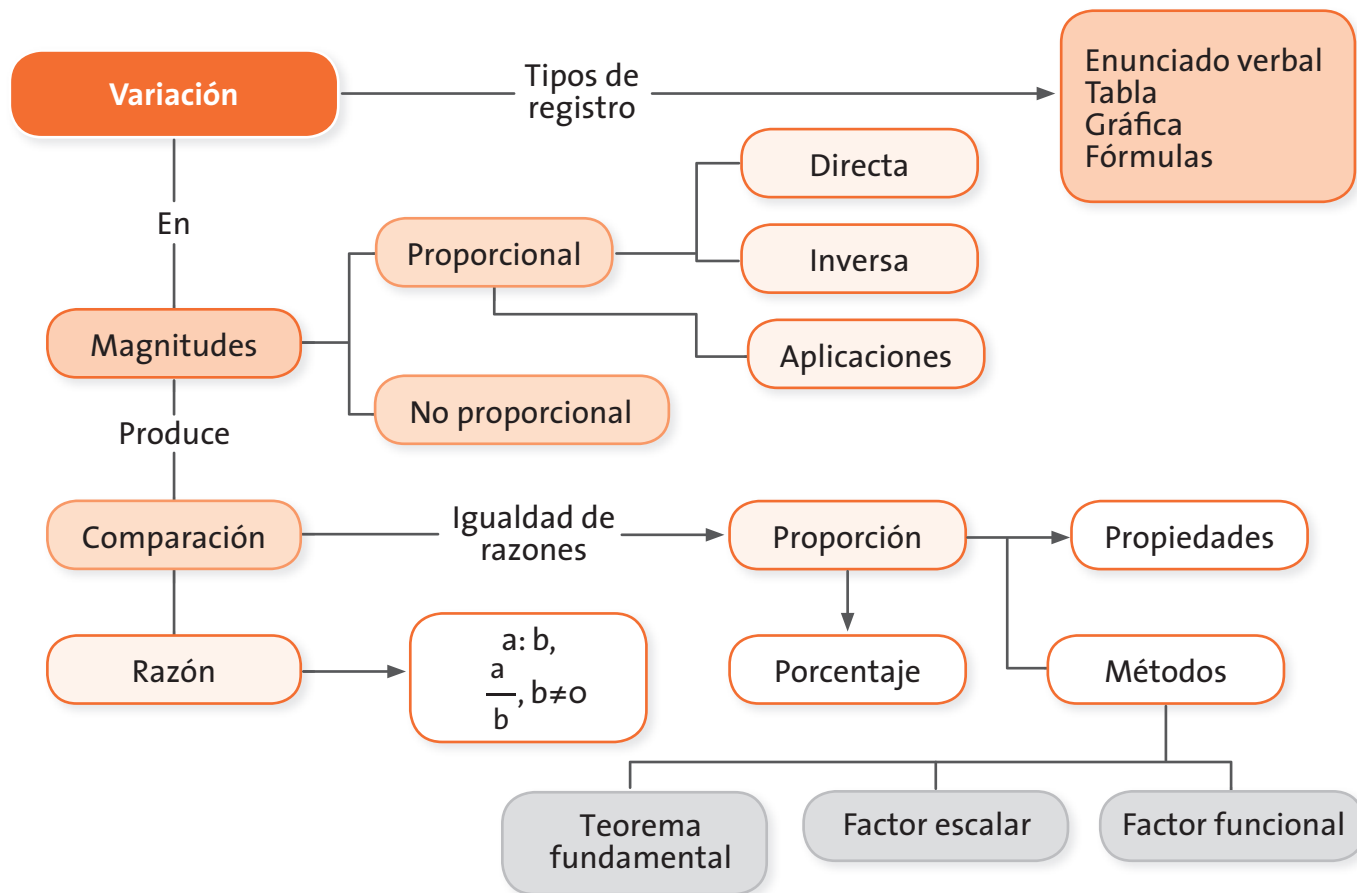 Variación
Tipos de
registro
Enunciado verbal
Tabla
Gráfica
Fórmulas
En
Directa
Proporcional
Inversa
Magnitudes
Aplicaciones
No proporcional
Produce
Comparación
Igualdad de
razones
Proporción
Propiedades
Razón
a: b,
a
b
, b≠0
Porcentaje
Métodos
Teorema
fundamental
Factor escalar
Factor funcional